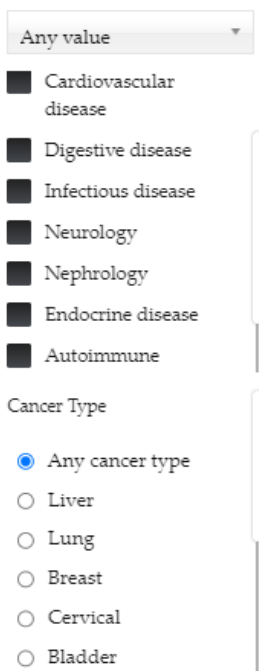 Any value
Cardiovascular
disease
Digestive disease
Infectious disease
Neurology
Nephrology
Endocrine disease
Autoimmune
Cancer Type
Any cancer type
Liver
Lung
Breast
Cervical
Bladder